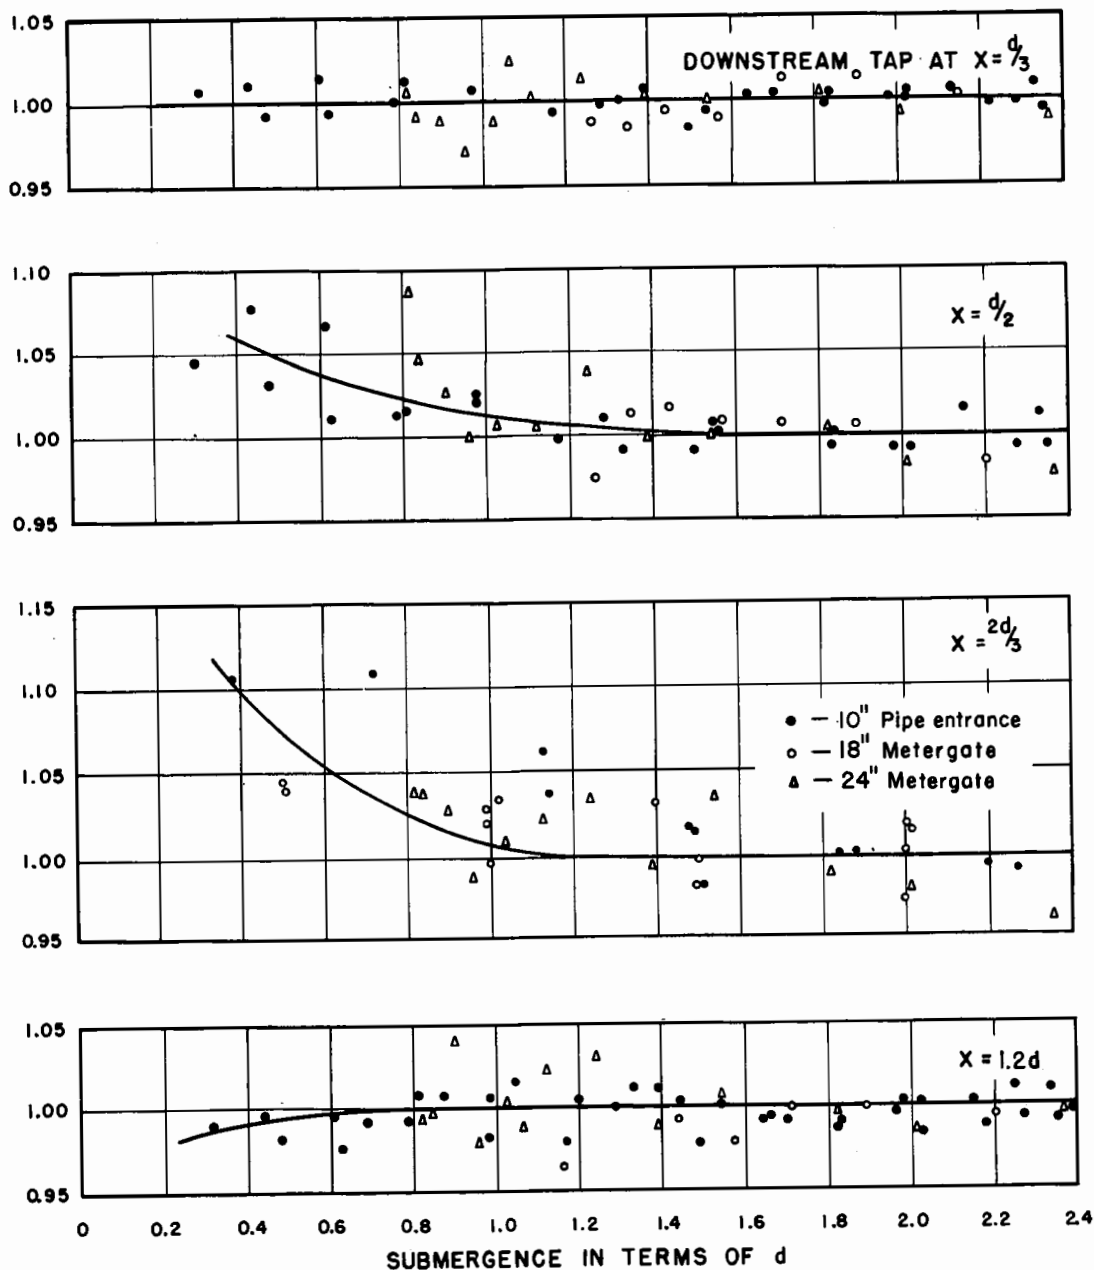 1.05
DOWNSTREAM TAP AT X = d/3
1.00
0.95
1.10
X = d/2
1.05
1.00
0.95
1.15
X = 2d/3
1.10
● — 10" Pipe entrance
○ — 18" Metergate
Δ — 24" Metergate
1.05
1.00
0.95
1.05
X = 1.2d
1.00
0.95
0 0.2 0.4 0.6 0.8 1.0 1.2 1.4 1.6 1.8 2.0 2.2 2.4
SUBMERGENCE IN TERMS OF d